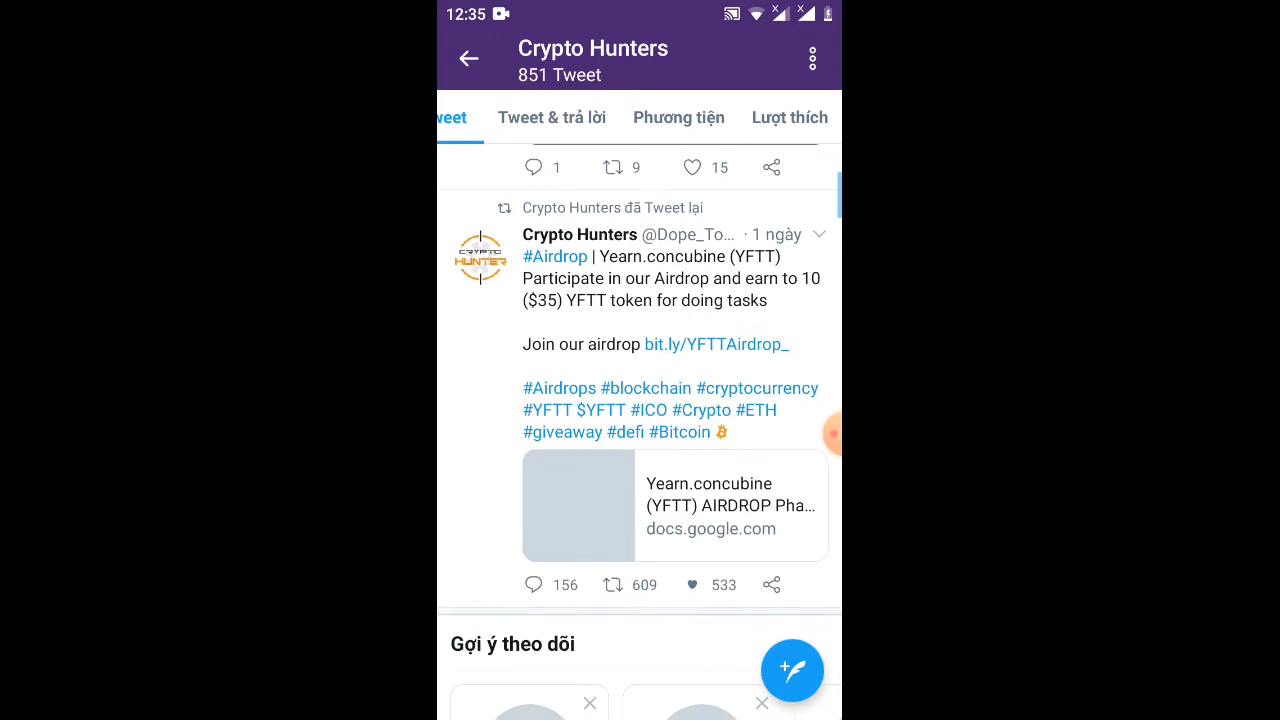 12:35
Crypto Hunters
851 Tweet
weet Tweet & trả lời Phương tiện Lượt thích
1 9 15
Crypto Hunters đã Tweet lại
Crypto Hunters @Dope_To... · 1 ngày
#Airdrop | Yearn.concubine (YFTT)
Participate in our Airdrop and earn to 10
($35) YFTT token for doing tasks
Join our airdrop bit.ly/YFTTAirdrop_
#Airdrops #blockchain #cryptocurrency
#YFTT $YFTT #ICO #Crypto #ETH
#giveaway #defi #Bitcoin
CRYPTO
HUNTER
Yearn.concubine
(YFTT) AIRDROP Pha...
docs.google.com
156 609 533
Gợi ý theo dõi